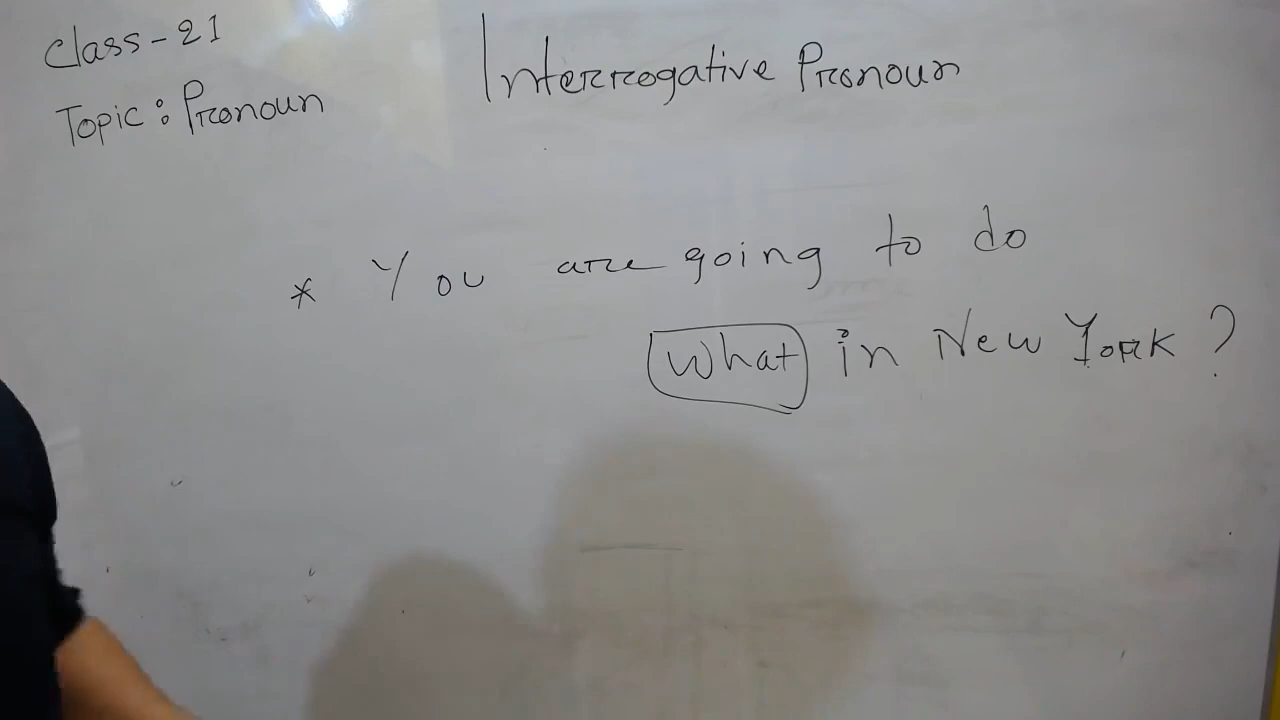 Class-21
Topic: Pronoun
Interrogative Pronoun
* You are going to do
What in New York?